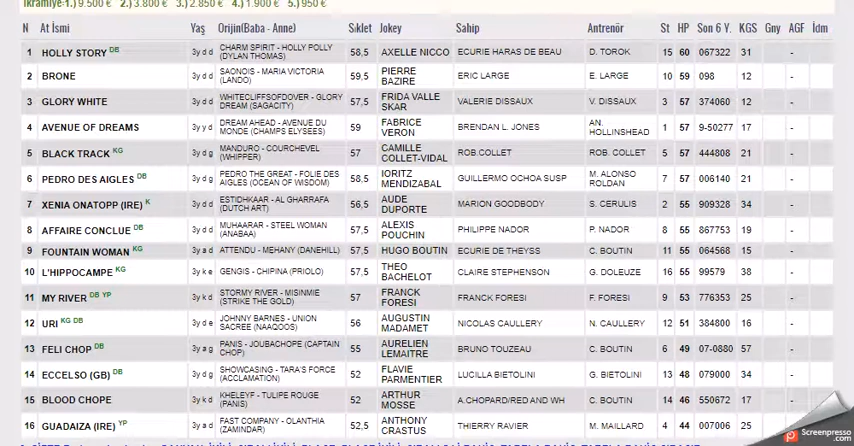 İkramiye:1.) 9.500 € 2.) 3.800 € 3.) 2.850 € 4.) 1.900 € 5.) 950 €
N At İsmi Yaş Orijin(Baba - Anne) Sıklet Jokey Sahip Antrenör St HP Son 6 Y. KGS Gny AGF İdm
1 HOLLY STORY DB 3y d d CHARM SPIRIT - HOLLY POLLY (DYLAN THOMAS) 58,5 AXELLE NICCO ECURIE HARAS DE BEAU D. TOROK 15 60 067322 31 -
2 BRONE 3y y d SAONOIS - MARIA VICTORIA (LANDO) 59,5 PIERRE BAZIRE ERIC LARGE E. LARGE 10 59 098 12 -
3 GLORY WHITE 3y k d WHITECLIFFSOFDOVER - GLORY DREAM (SAGACITY) 57,5 FRIDA VALLE SKAR VALERIE DISSAUX V. DISSAUX 3 57 374060 12 -
4 AVENUE OF DREAMS 3y y d DREAM AHEAD - AVENUE DU MONDE (CHAMPS ELYSEES) 59 FABRICE VERON BRENDAN L. JONES AN. HOLLINSHEAD 1 57 9-50277 17 -
5 BLACK TRACK KG 3y d g MANDURO - COURCHEVEL (WHIPPER) 57 CAMILLE COLLET-VIDAL ROB.COLLET ROB. COLLET 5 57 444808 21 -
6 PEDRO DES AIGLES DB 3y d g PEDRO THE GREAT - FOLIE DES AIGLES (OCEAN OF WISDOM) 58,5 IORITZ MENDIZABAL GUILLERMO OCHOA SUSP M. ALONSO ROLDAN 7 57 006140 21 -
7 XENIA ONATOPP (IRE) K 3y d d ESTIDHKAAR - AL GHARRAFA (DUTCH ART) 56,5 AUDE DUPORTE MARION GOODBODY S. CERULIS 2 55 909328 34 -
8 AFFAIRE CONCLUE DB 3y d d MUHAARAR - STEEL WOMAN (ANABAA) 57,5 ALEXIS POUCHIN PHILIPPE NADOR P. NADOR 8 55 867753 19 -
9 FOUNTAIN WOMAN KG 3y a d ATTENDU - MEHANY (DANEHILL) 57,5 HUGO BOUTIN ECURIE DE THEYSS C. BOUTIN 11 55 064568 15 -
10 L'HIPPOCAMPE KG 3y k e GENGIS - CHIPINA (PRIOLO) 57,5 THEO BACHELOT CLAIRE STEPHENSON G. DOLEUZE 16 55 99579 38 -
11 MY RIVER DB YP 3y k d STORMY RIVER - MISINMIE (STRIKE THE GOLD) 57 FRANCK FORESI FRANCK FORESI F. FORESI 9 53 776353 25 -
12 URI KG DB 3y d e JOHNNY BARNES - UNION SACREE (NAAQOOS) 56 AUGUSTIN MADAMET NICOLAS CAULLERY N. CAULLERY 12 51 384800 16 -
13 FELI CHOP DB 3y a g PANIS - JOUBACHOPE (CAPTAIN CHOP) 55 AURELIEN LEMAITRE BRUNO TOUZEAU C. BOUTIN 6 49 07-0880 57 -
14 ECCELSO (GB) DB 3y d g SHOWCASING - TARA'S FORCE (ACCLAMATION) 52 FLAVIE PARMENTIER LUCILLA BIETOLINI G. BIETOLINI 13 48 079000 34 -
15 BLOOD CHOPE 3y k d KHELEYF - TULIPE ROUGE (PANIS) 52 ARTHUR MOSSE A.CHOPARD/RED AND WH C. BOUTIN 14 46 550672 17 -
16 GUADAIZA (IRE) YP 3y a d FAST COMPANY - OLANTHIA (ZAMINDAR) 52,5 ANTHONY CRASTUS THIERRY RAVIER M. MAILLARD 4 44 007006 25 -
Screenpresso